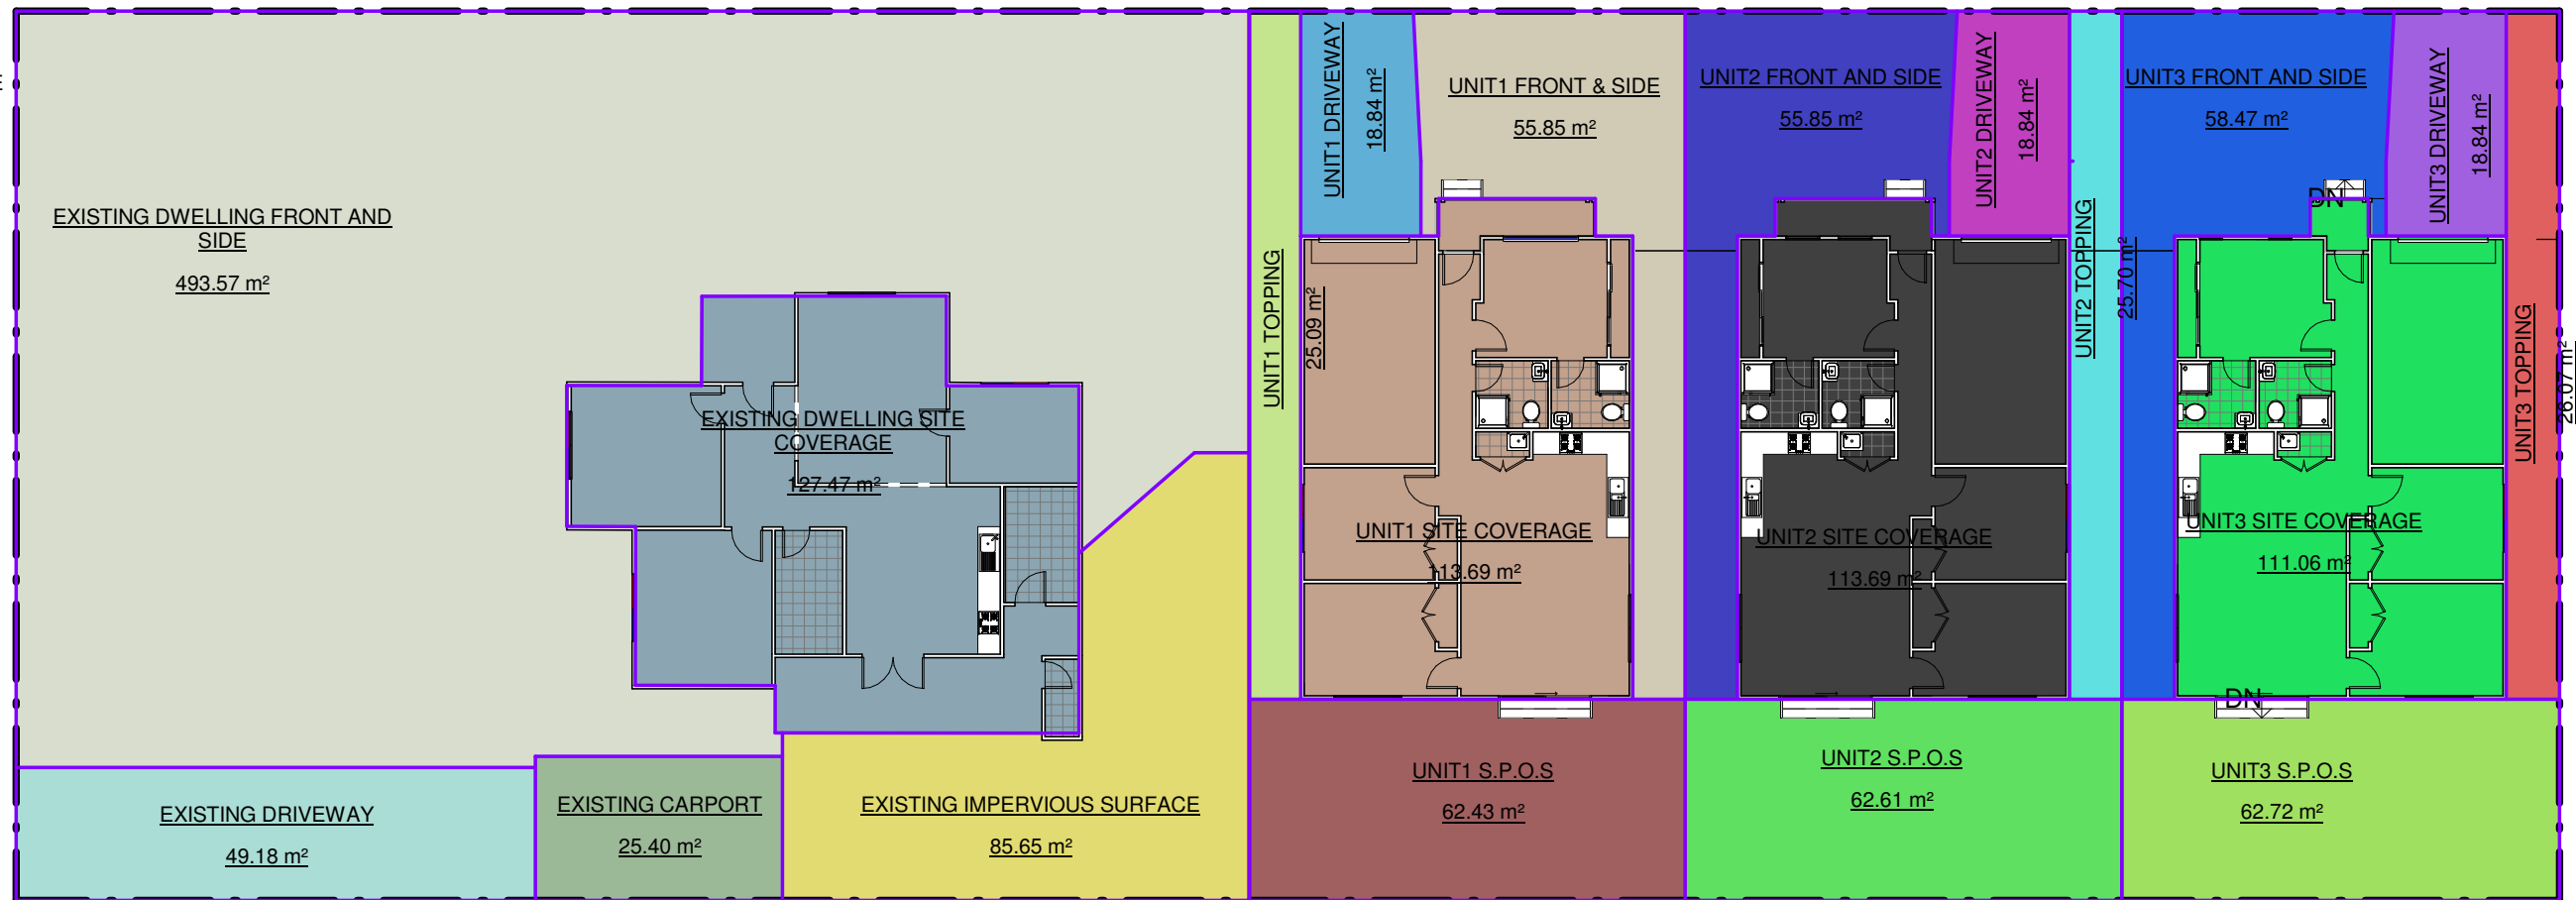 EXISTING DWELLING FRONT AND
SIDE
493.57 m²
EXISTING DWELLING SITE
COVERAGE
127.47 m²
EXISTING DRIVEWAY
49.18 m²
EXISTING CARPORT
25.40 m²
EXISTING IMPERVIOUS SURFACE
85.65 m²
UNIT1 TOPPING
25.09 m²
UNIT1 DRIVEWAY
18.84 m²
UNIT1 FRONT & SIDE
55.85 m²
UNIT1 SITE COVERAGE
113.69 m²
UNIT1 S.P.O.S
62.43 m²
UNIT2 FRONT AND SIDE
55.85 m²
UNIT2 DRIVEWAY
18.84 m²
UNIT2 TOPPING
25.70 m²
UNIT2 SITE COVERAGE
113.69 m²
UNIT2 S.P.O.S
62.61 m²
UNIT3 FRONT AND SIDE
58.47 m²
DN
UNIT3 DRIVEWAY
18.84 m²
UNIT3 TOPPING
26.07 m²
UNIT3 SITE COVERAGE
111.06 m²
DN
UNIT3 S.P.O.S
62.72 m²